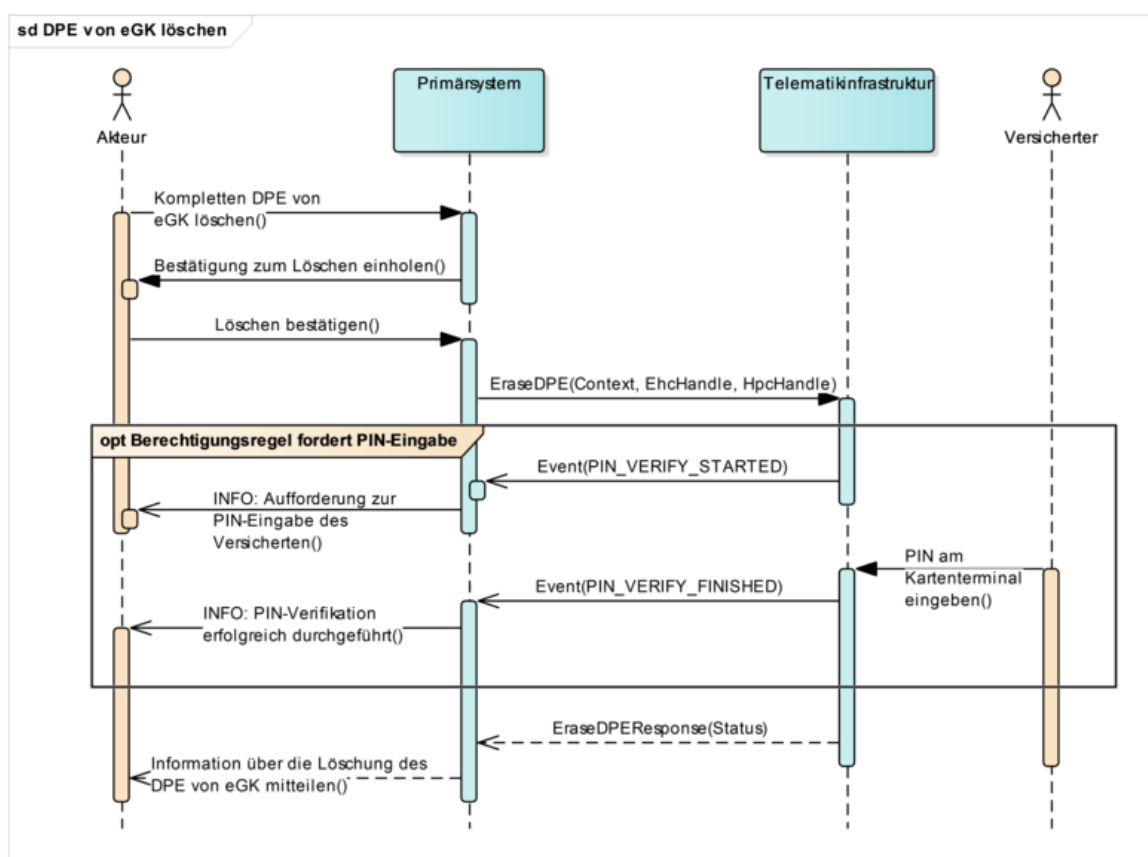 sd DPE von eGK löschen
Akteur
Primärsystem
Telematikinfrastruktur
Versicherter
Kompletten DPE von
eGK löschen()
Bestätigung zum Löschen einholen()
Löschen bestätigen()
EraseDPE(Context, EhcHandle, HpcHandle)
opt Berechtigungsregel fordert PIN-Eingabe
Event(PIN_VERIFY_STARTED)
INFO: Aufforderung zur
PIN-Eingabe des
Versicherten()
PIN am
Kartenterminal
eingeben()
Event(PIN_VERIFY_FINISHED)
INFO: PIN-Verifikation
erfolgreich durchgeführt()
EraseDPEResponse(Status)
Information über die Löschung des
DPE von eGK mitteilen()